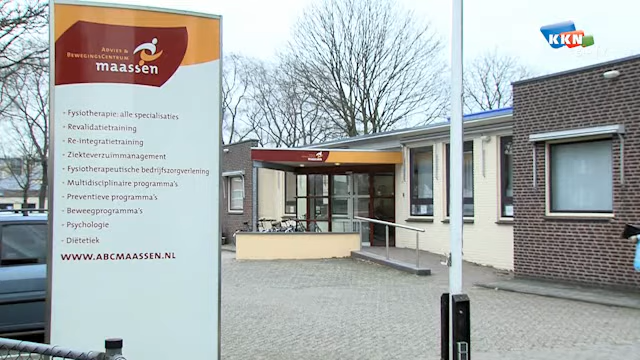 KKN
ADVIES &
BEWEGINGSCENTRUM
maassen
- Fysiotherapie: alle specialisaties
- Revalidatietraining
- Re-integratietraining
- Ziekteverzuimmanagement
- Fysiotherapeutische bedrijfszorgverlening
- Multidisciplinaire programma's
- Preventieve programma's
- Beweegprogramma's
- Psychologie
- Diëtetiek
WWW.ABCMAASSEN.NL
maassen